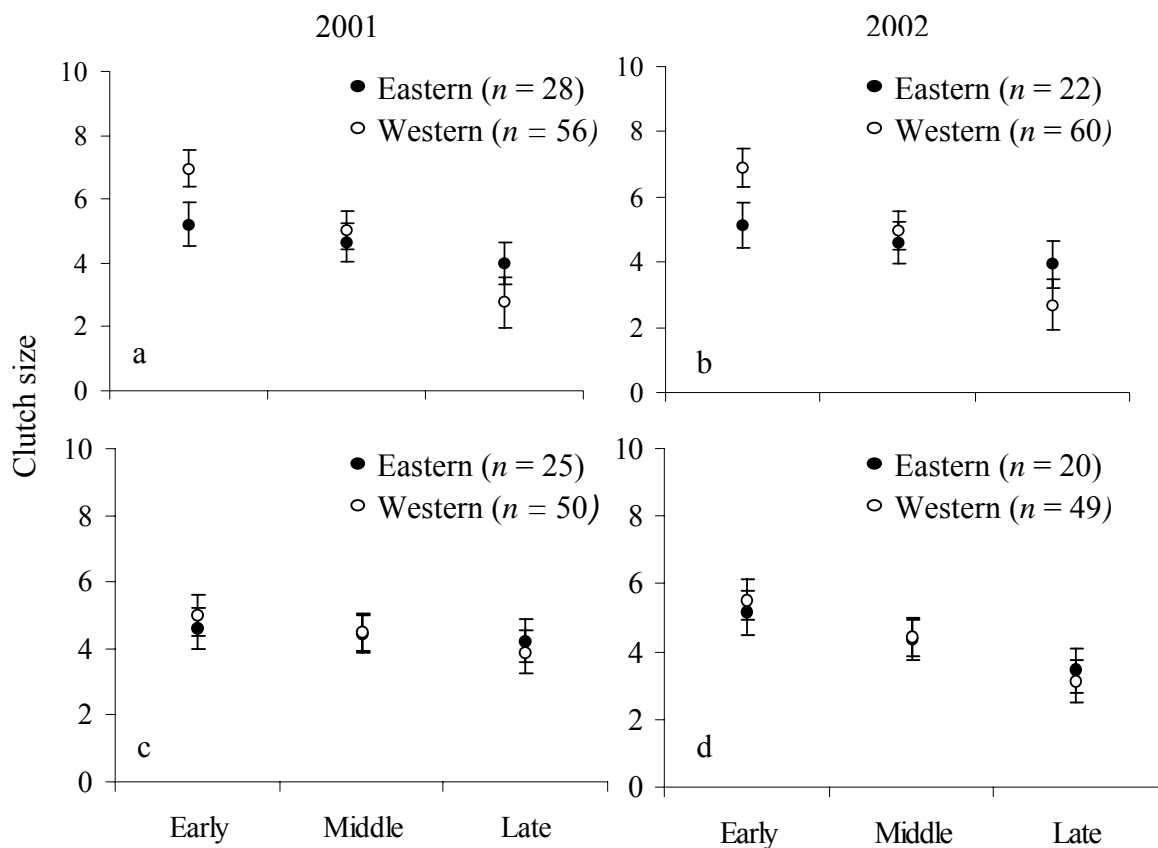 2001
10
8
6
4
2
0
● Eastern (n = 28)
○ Western (n = 56)
a
2002
10
8
6
4
2
0
● Eastern (n = 22)
○ Western (n = 60)
b
Clutch size
10
8
6
4
2
0
● Eastern (n = 25)
○ Western (n = 50)
c
Early Middle Late
10
8
6
4
2
0
● Eastern (n = 20)
○ Western (n = 49)
d
Early Middle Late